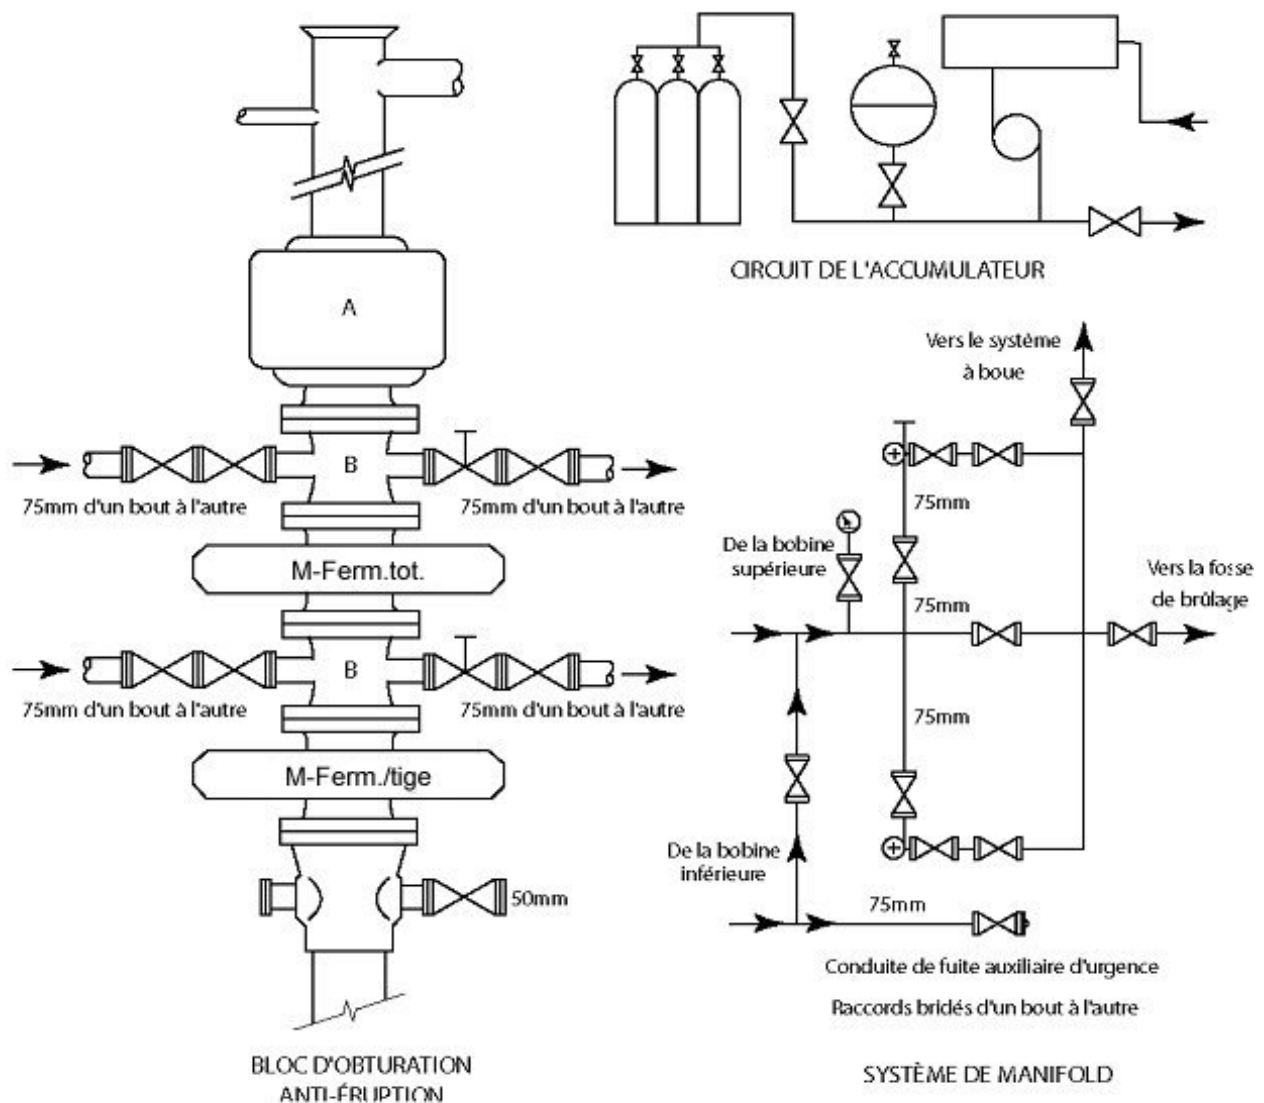 A
B
75mm d'un bout à l'autre
75mm d'un bout à l'autre
M-Ferm.tot.
B
75mm d'un bout à l'autre
75mm d'un bout à l'autre
M-Ferm./tige
50mm
BLOC D'OBTURATION
ANTI-ÉRUPTION
CIRCUIT DE L'ACCUMULATEUR
Vers le système
à boue
75mm
De la bobine
supérieure
75mm
Vers la fosse
de brûlage
75mm
De la bobine
inférieure
75mm
Conduite de fuite auxiliaire d'urgence
Raccords bridés d'un bout à l'autre
SYSTÈME DE MANIFOLD